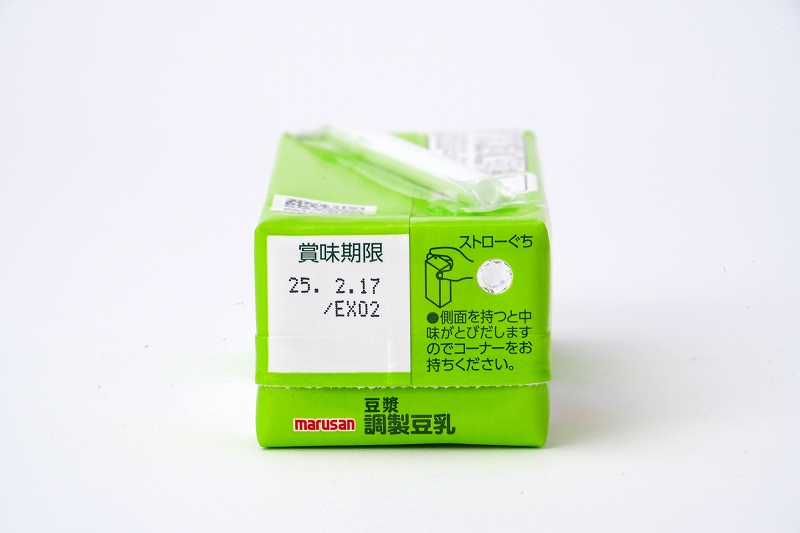 賞味期限
25. 2.17
/EX02
ストローぐち
●側面を持つと中
味がとびだします
のでコーナーをお
持ちください。
marusan
豆漿
調製豆乳